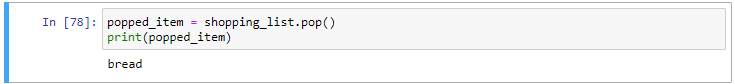 In [78]: popped_item = shopping_list.pop()
print(popped_item)
bread